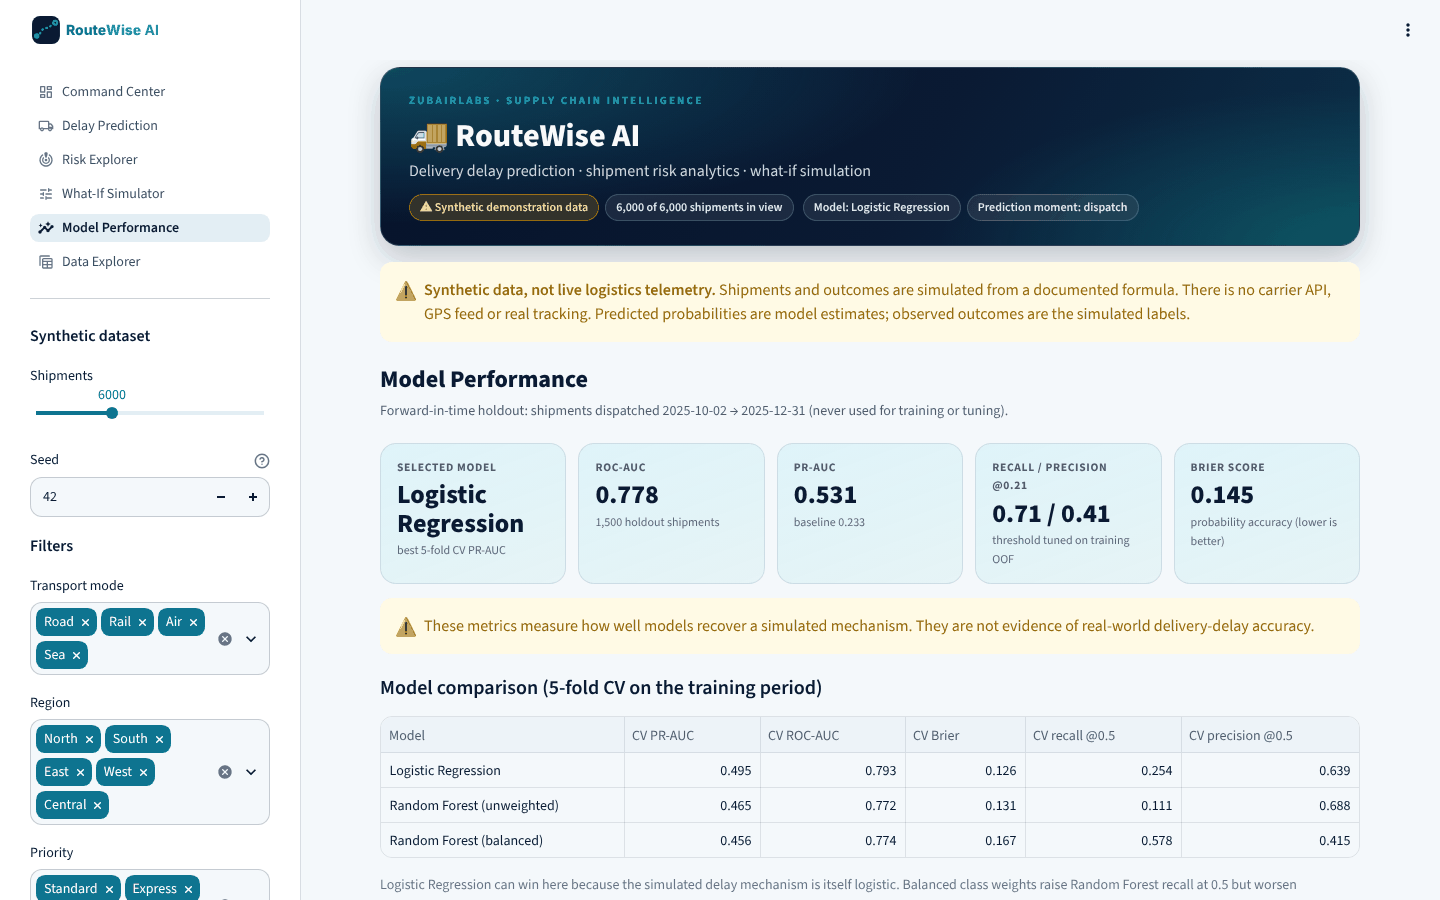 RouteWise AI
Command Center
Delay Prediction
Risk Explorer
What-If Simulator
Model Performance
Data Explorer
Synthetic dataset
Shipments
6000
Seed
42
Filters
Transport mode
Road
Rail
Air
Sea
Region
North
South
East
West
Central
Priority
Standard
Express
ZUBAIRLABS · SUPPLY CHAIN INTELLIGENCE
RouteWise AI
Delivery delay prediction · shipment risk analytics · what-if simulation
Synthetic demonstration data
6,000 of 6,000 shipments in view
Model: Logistic Regression
Prediction moment: dispatch
Synthetic data, not live logistics telemetry. Shipments and outcomes are simulated from a documented formula. There is no carrier API,
GPS feed or real tracking. Predicted probabilities are model estimates; observed outcomes are the simulated labels.
Model Performance
Forward-in-time holdout: shipments dispatched 2025-10-02 → 2025-12-31 (never used for training or tuning).
SELECTED MODEL
Logistic
Regression
best 5-fold CV PR-AUC
ROC-AUC
0.778
1,500 holdout shipments
PR-AUC
0.531
baseline 0.233
RECALL / PRECISION
@0.21
0.71 / 0.41
threshold tuned on training
OOF
BRIER SCORE
0.145
probability accuracy (lower is
better)
These metrics measure how well models recover a simulated mechanism. They are not evidence of real-world delivery-delay accuracy.
Model comparison (5-fold CV on the training period)
Model CV PR-AUC CV ROC-AUC CV Brier CV recall @0.5 CV precision @0.5
Logistic Regression 0.495 0.793 0.126 0.254 0.639
Random Forest (unweighted) 0.465 0.772 0.131 0.111 0.688
Random Forest (balanced) 0.456 0.774 0.167 0.578 0.415
Logistic Regression can win here because the simulated delay mechanism is itself logistic. Balanced class weights raise Random Forest recall at 0.5 but worsen